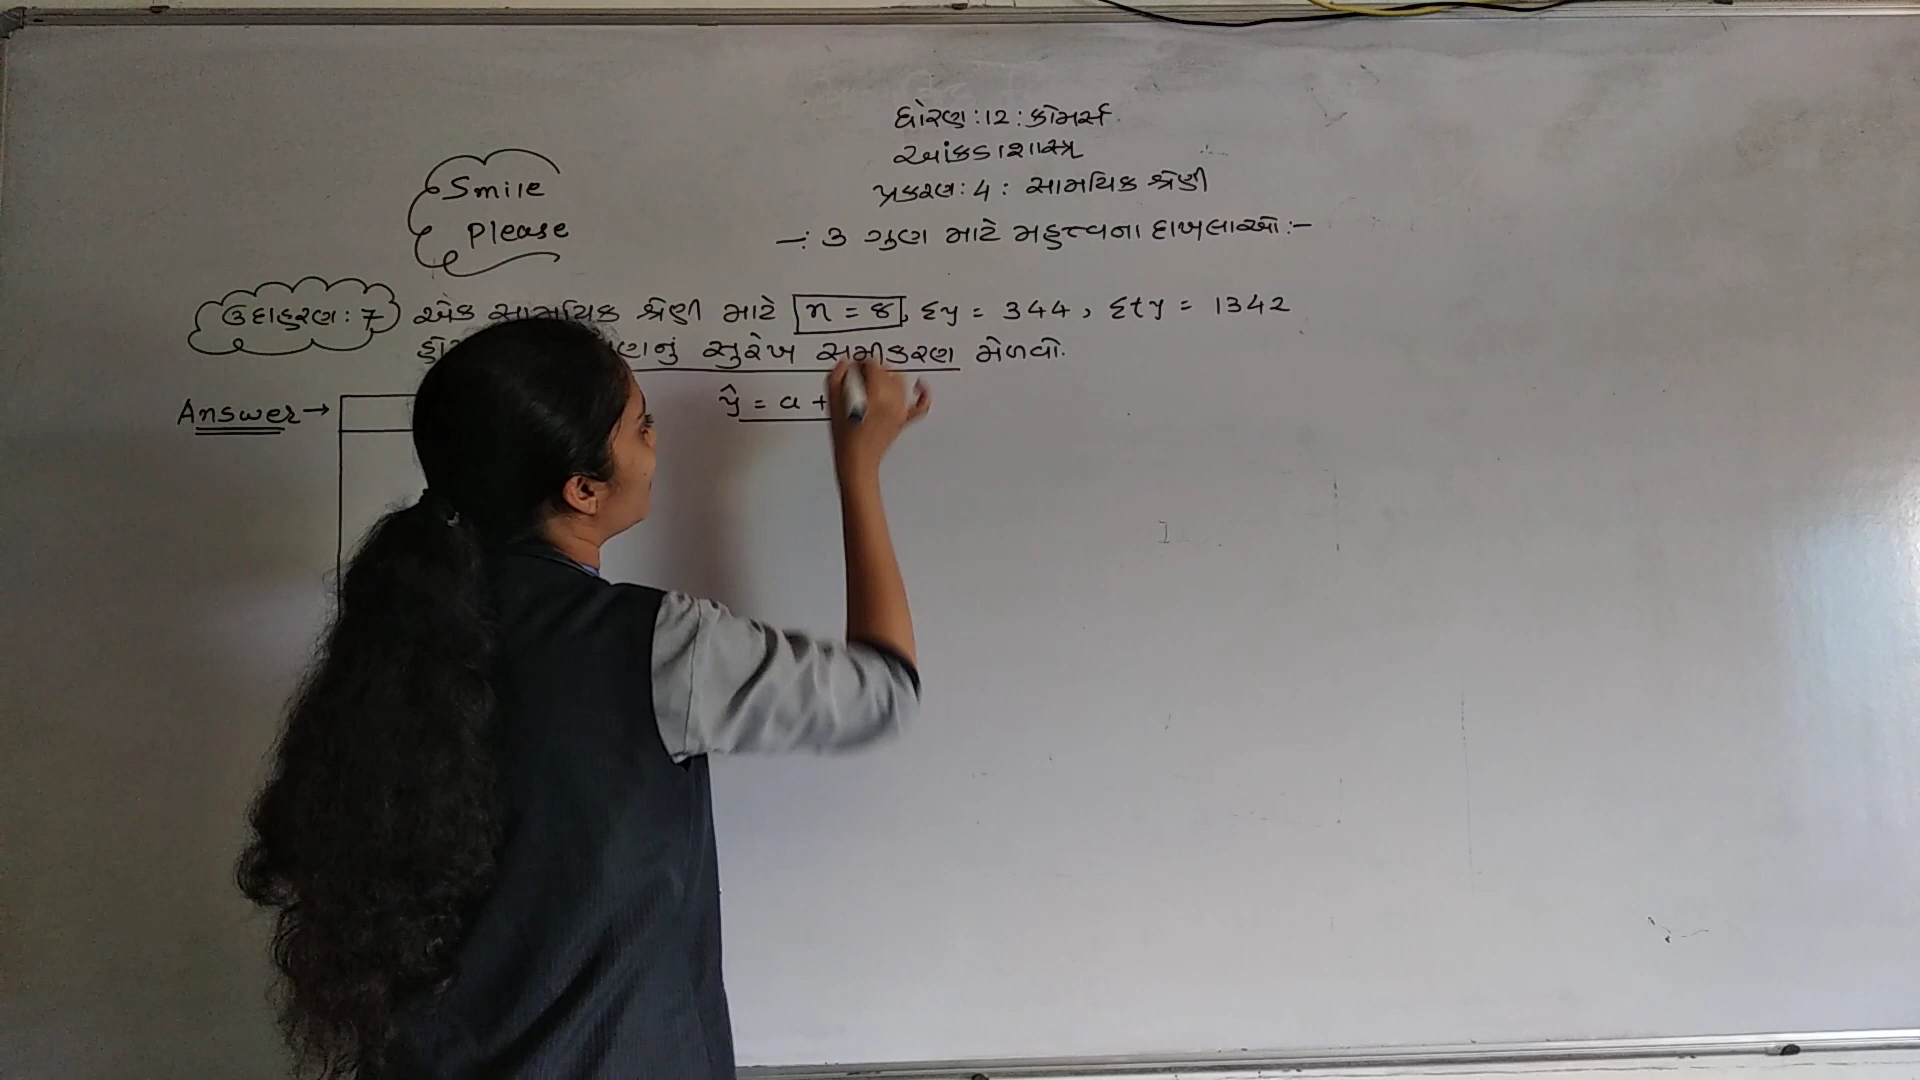 ધોરણ : 12 : કોમર્સ
આંકડાશાસ્ત્ર
પ્રકરણ : 4 : સામયિક શ્રેણી
-: 3 ગુણ માટે મહત્ત્વના દાખલાઓ :-
Smile
Please
ઉદાહરણ : 7 એક સામયિક શ્રેણી માટે n = 8, Σy = 344, Σty = 1342
સુરેખ સમીકરણ મેળવો.
Answer → ŷ = a +